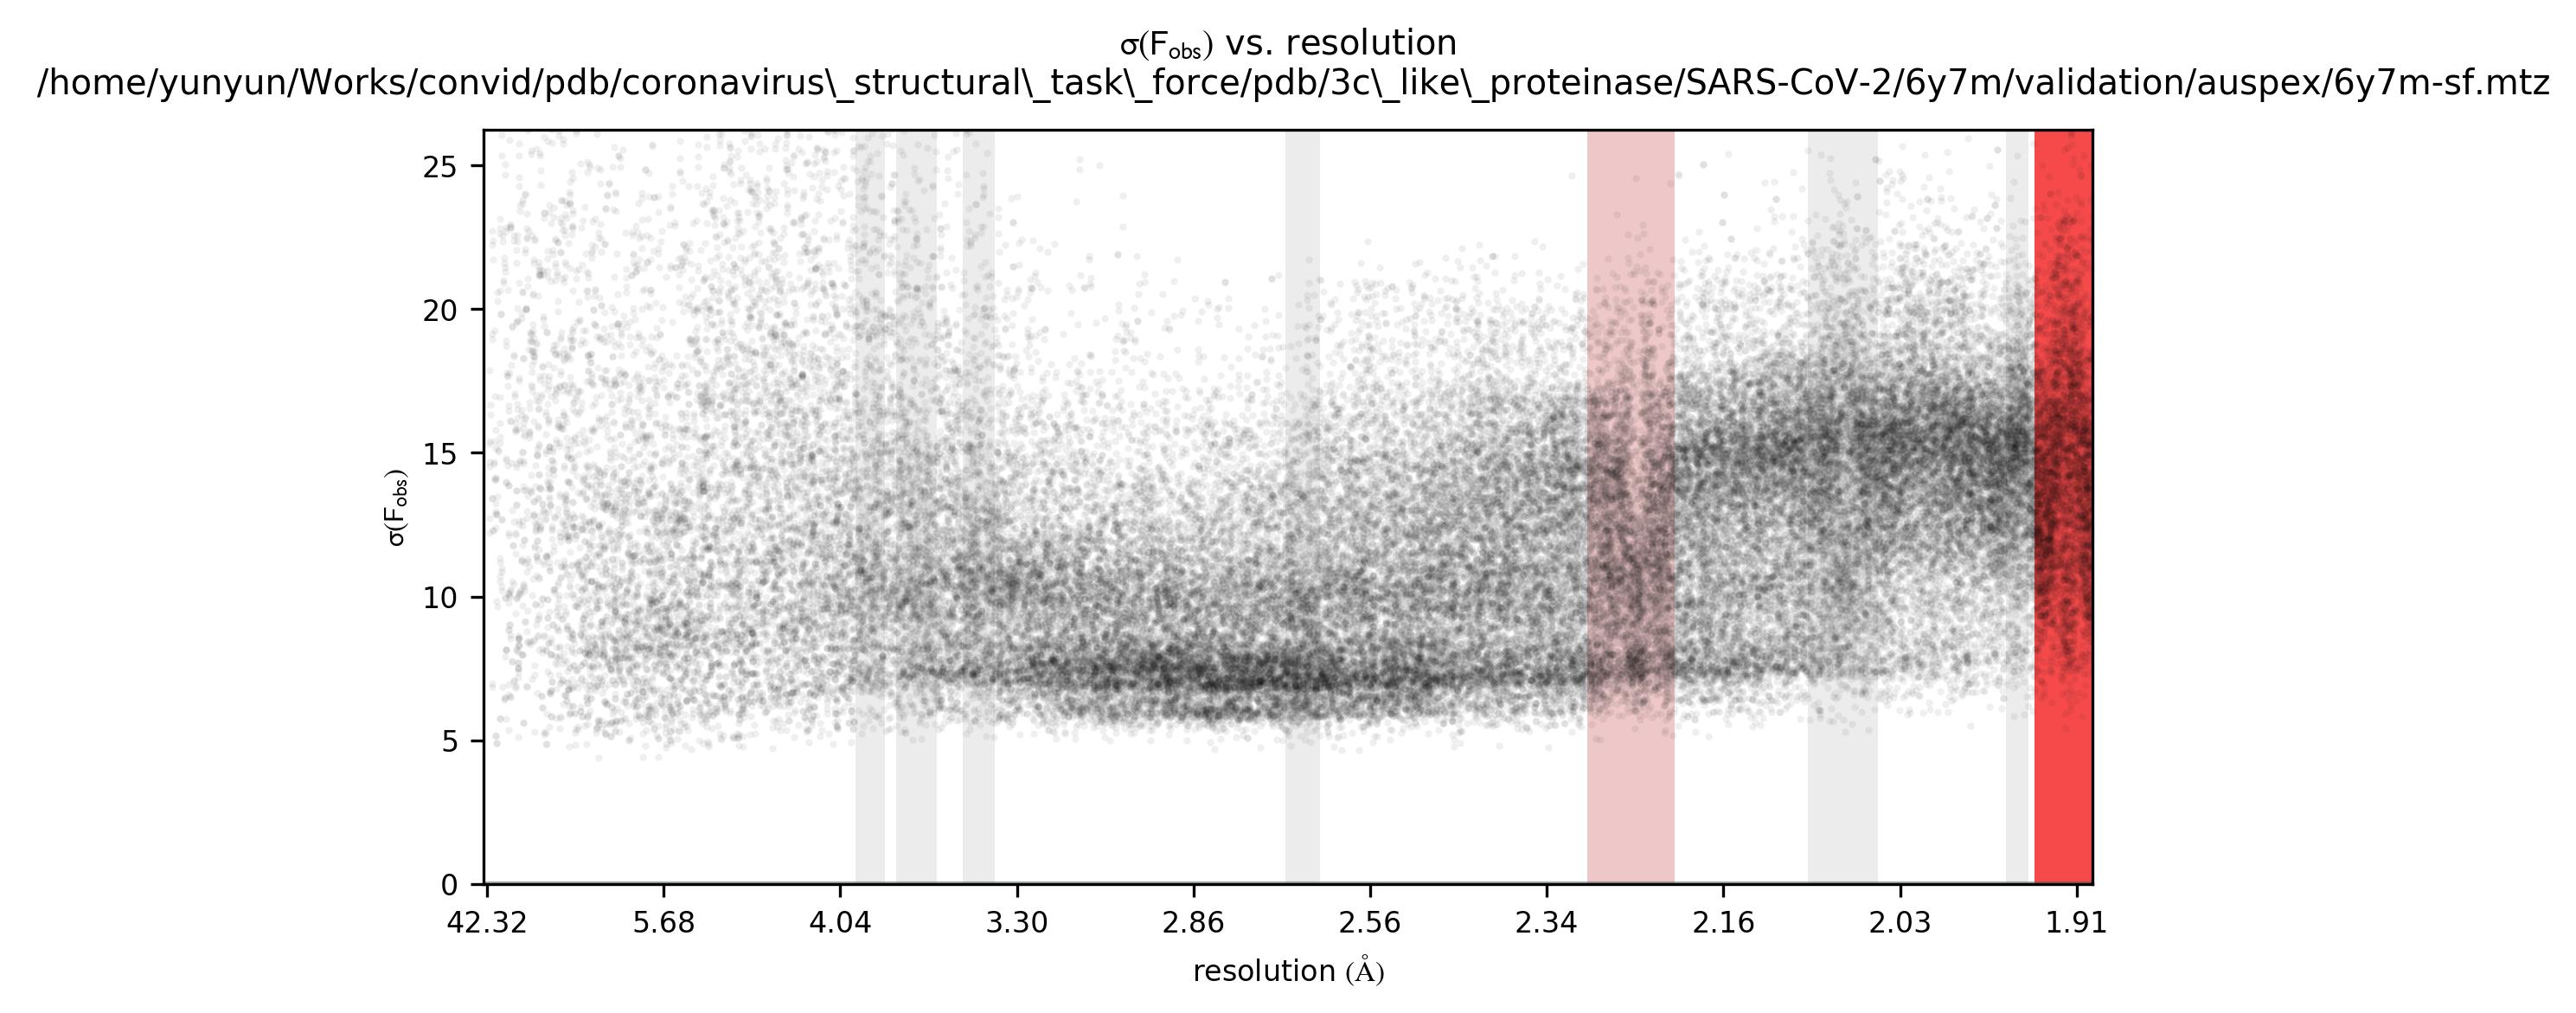 σ(Fobs) vs. resolution
/home/yunyun/Works/convid/pdb/coronavirus\_structural\_task\_force/pdb/3c\_like\_proteinase/SARS-CoV-2/6y7m/validation/auspex/6y7m-sf.mtz
25
20
15
10
5
0
σ(Fobs)
42.32 5.68 4.04 3.30 2.86 2.56 2.34 2.16 2.03 1.91
resolution (Å)